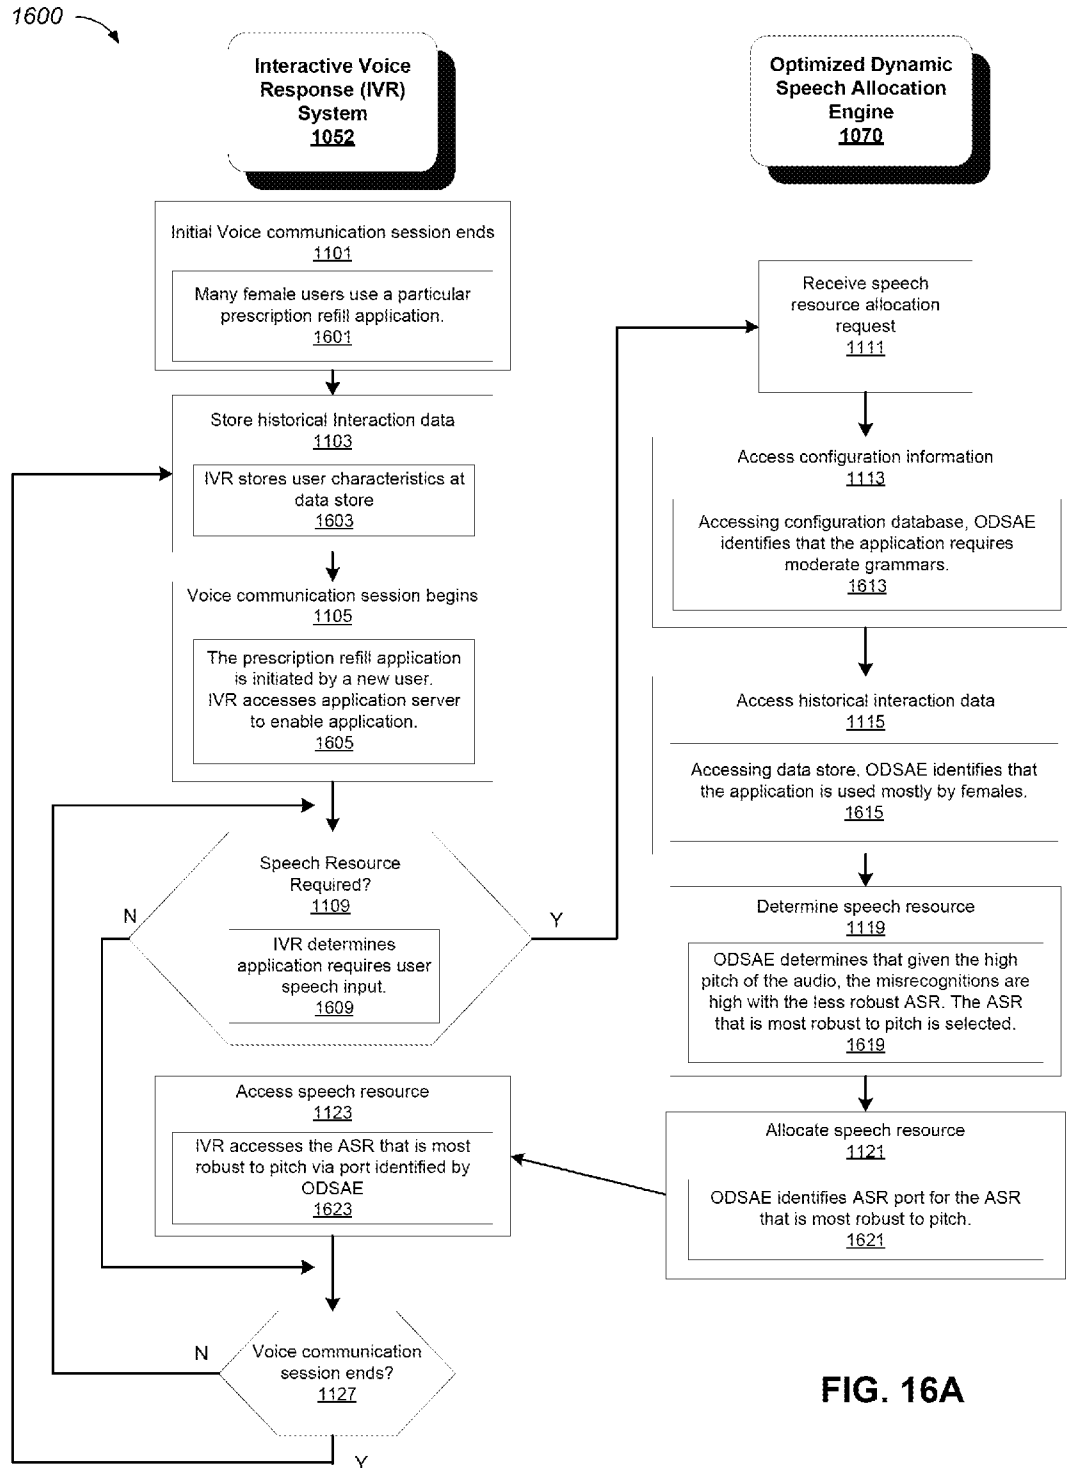 1600
Interactive Voice
Response (IVR)
System
1052
Optimized Dynamic
Speech Allocation
Engine
1070
Initial Voice communication session ends
1101
Many female users use a particular
prescription refill application.
1601
Store historical Interaction data
1103
IVR stores user characteristics at
data store
1603
Voice communication session begins
1105
The prescription refill application
is initiated by a new user.
IVR accesses application server
to enable application.
1605
Speech Resource
Required?
1109
N
Y
IVR determines
application requires user
speech input.
1609
Receive speech
resource allocation
request
1111
Access configuration information
1113
Accessing configuration database, ODSAE
identifies that the application requires
moderate grammars.
1613
Access historical interaction data
1115
Accessing data store, ODSAE identifies that
the application is used mostly by females.
1615
Determine speech resource
1119
ODSAE determines that given the high
pitch of the audio, the misrecognitions are
high with the less robust ASR. The ASR
that is most robust to pitch is selected.
1619
Allocate speech resource
1121
ODSAE identifies ASR port for the ASR
that is most robust to pitch.
1621
Access speech resource
1123
IVR accesses the ASR that is most
robust to pitch via port identified by
ODSAE
1623
N
Voice communication
session ends?
1127
Y
FIG. 16A